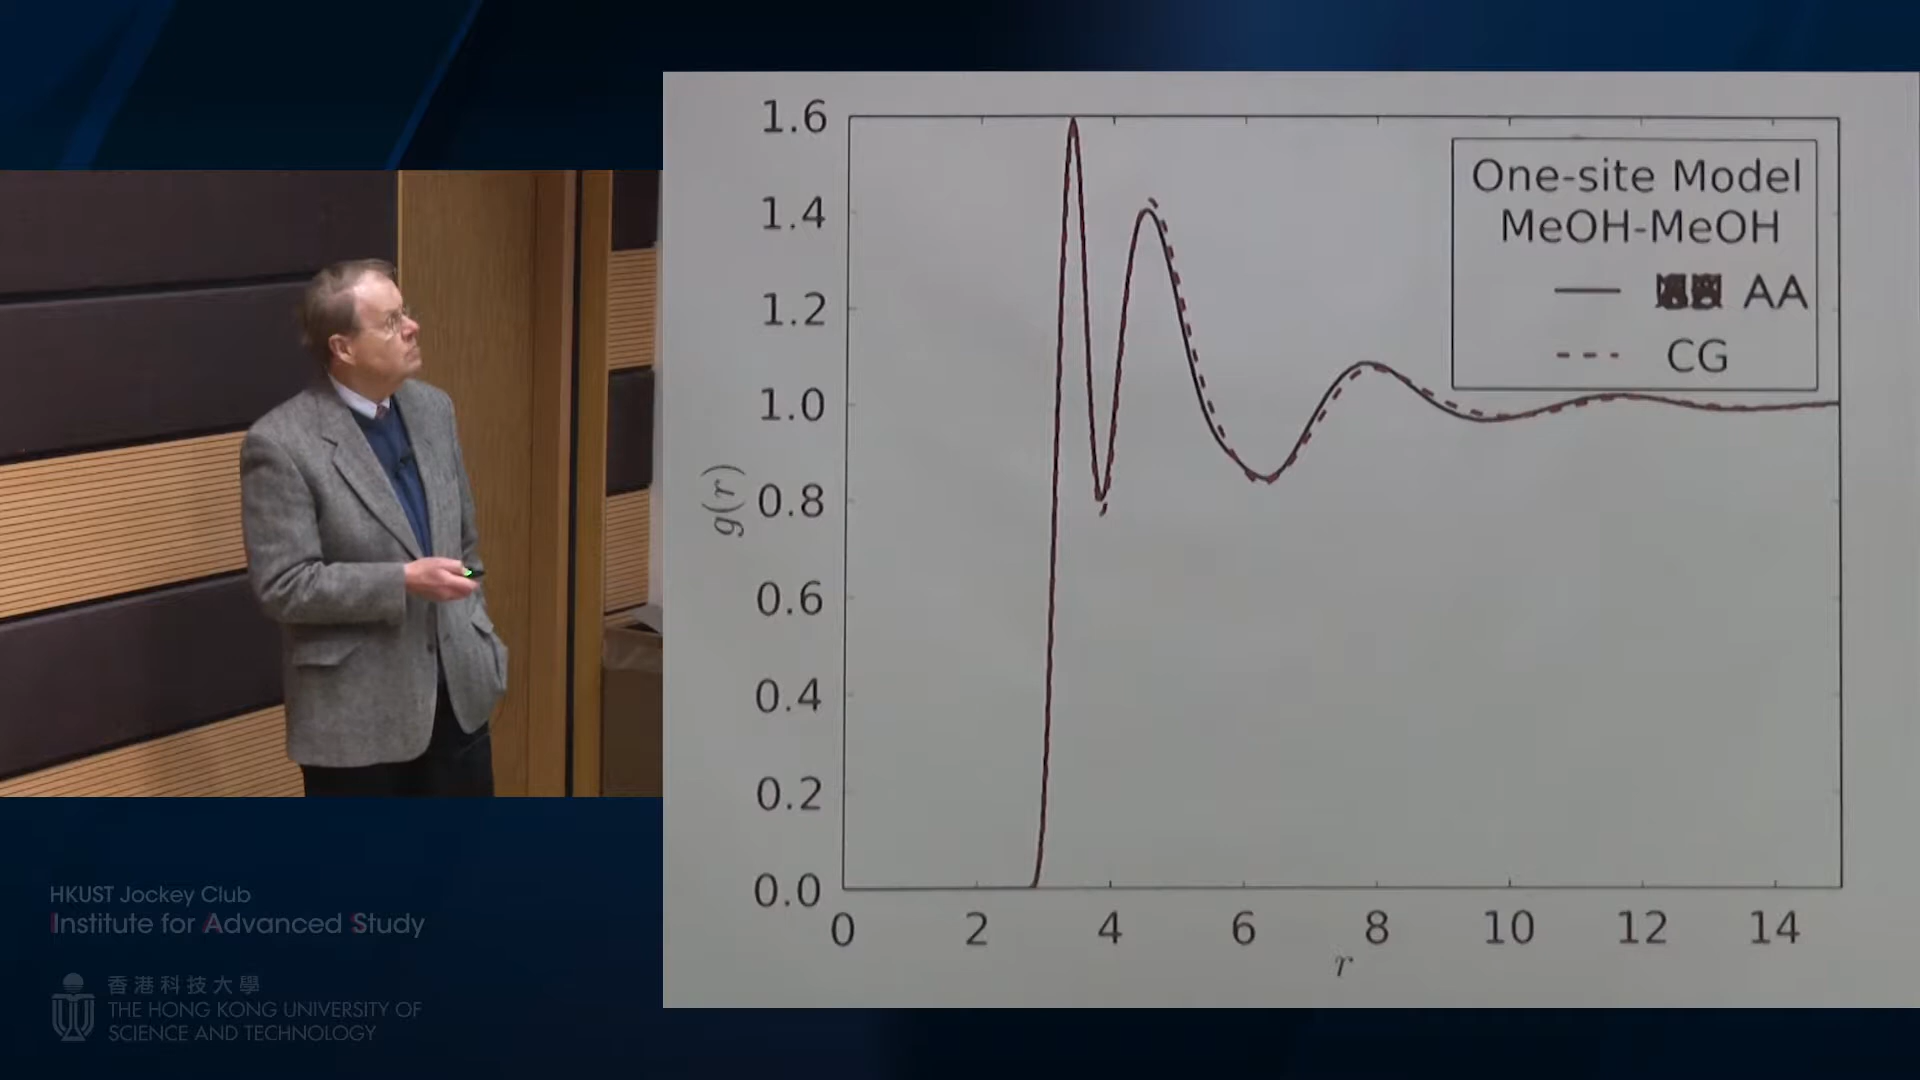 1.6
1.4
1.2
1.0
0.8
0.6
0.4
0.2
0.0
g(r)
0 2 4 6 8 10 12 14
r
One-site Model
MeOH-MeOH
AA
CG
HKUST Jockey Club
Institute for Advanced Study
香港科技大學
THE HONG KONG UNIVERSITY OF
SCIENCE AND TECHNOLOGY